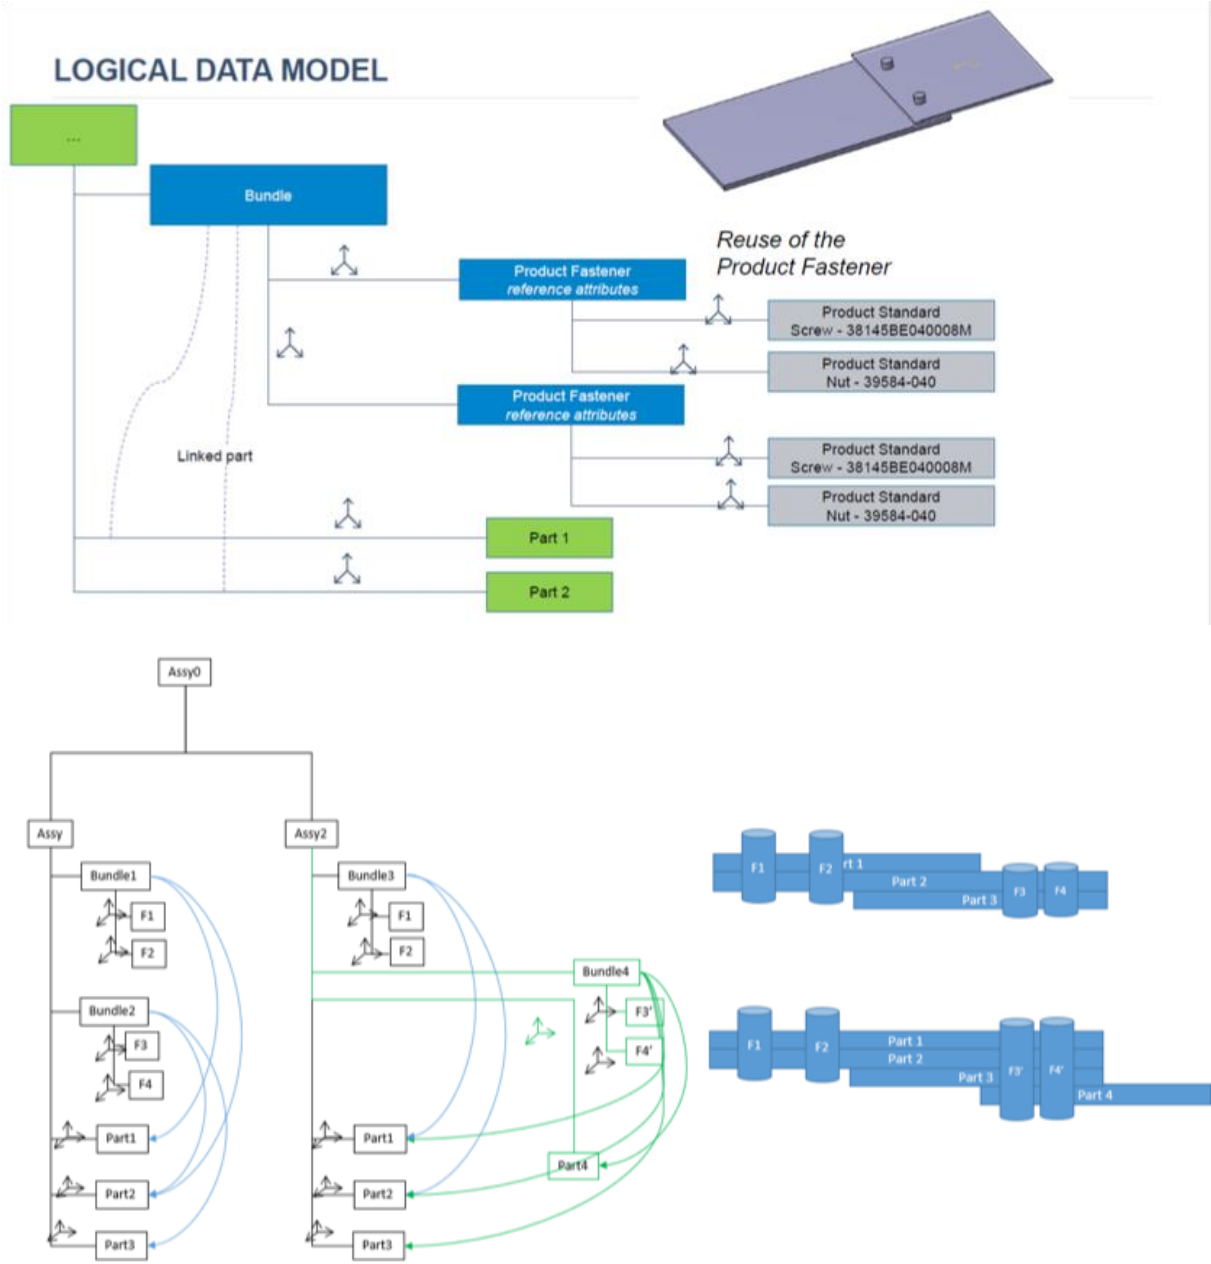 LOGICAL DATA MODEL
...
Bundle
Reuse of the
Product Fastener
Product Fastener
reference attributes
Product Standard
Screw - 38145BE040008M
Product Standard
Nut - 39584-040
Product Fastener
reference attributes
Product Standard
Screw - 38145BE040008M
Product Standard
Nut - 39584-040
Linked part
Part 1
Part 2
Assy0
Assy
Assy2
Bundle1
F1
F2
Bundle2
F3
F4
Part1
Part2
Part3
Bundle3
F1
F2
Bundle4
F3'
F4'
Part1
Part4
Part2
Part3
F1
F2
rt 1
Part 2
Part 3
F3
F4
F1
F2
Part 1
Part 2
Part 3
F3'
F4'
Part 4